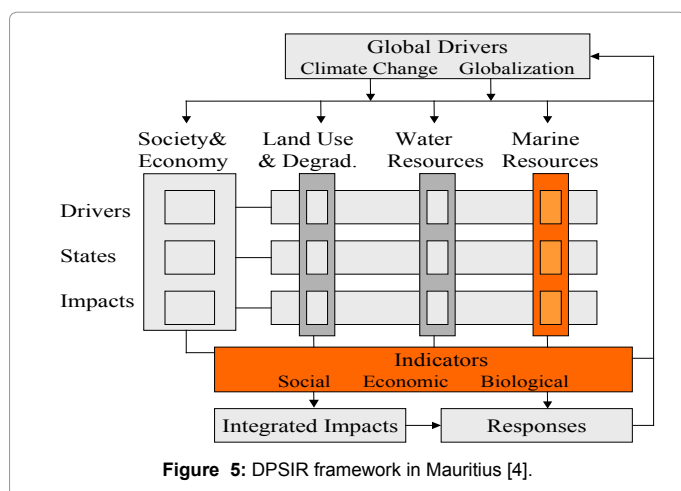 Global Drivers
Climate Change Globalization
Society& Land Use Water Marine
Economy & Degrad. Resources Resources
Drivers
States
Impacts
Indicators
Social Economic Biological
Integrated Impacts Responses
Figure 5: DPSIR framework in Mauritius [4].